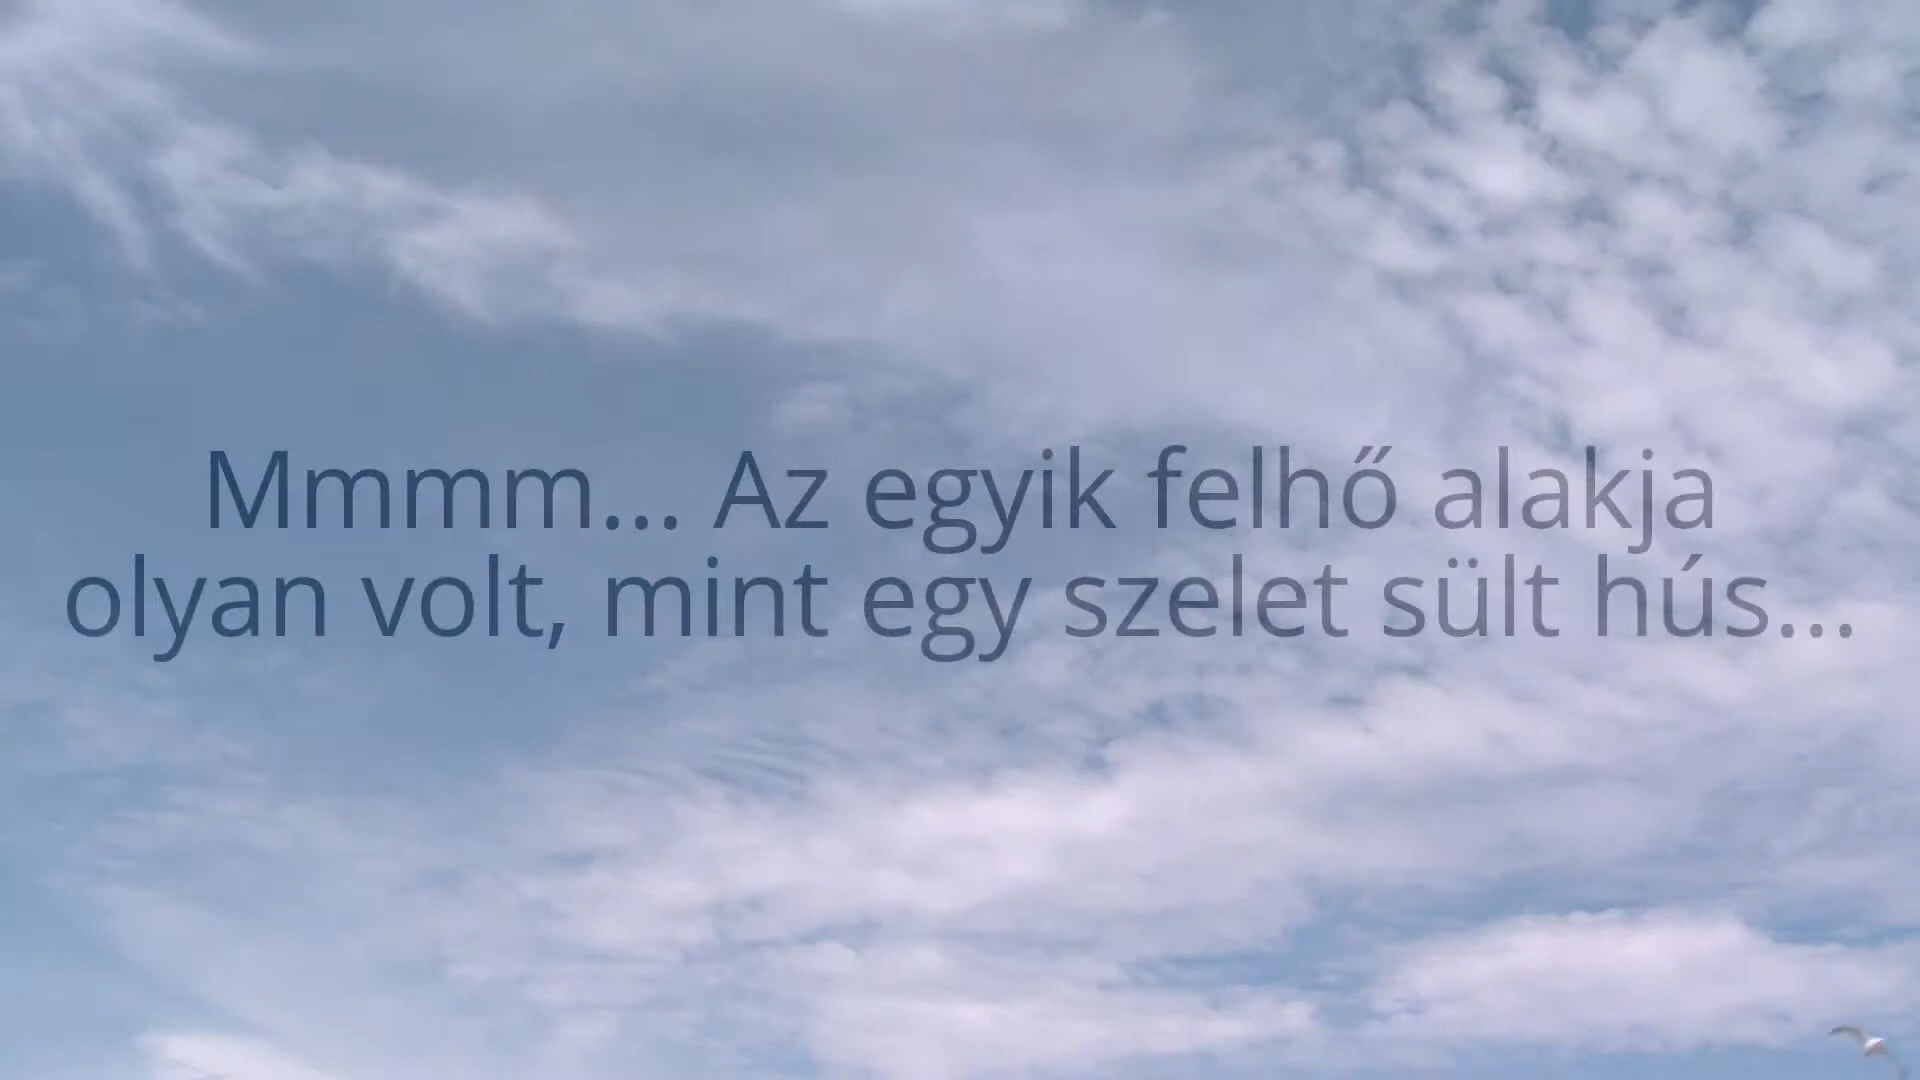 Mmmm... Az egyik felhő alakja
olyan volt, mint egy szelet sült hús...